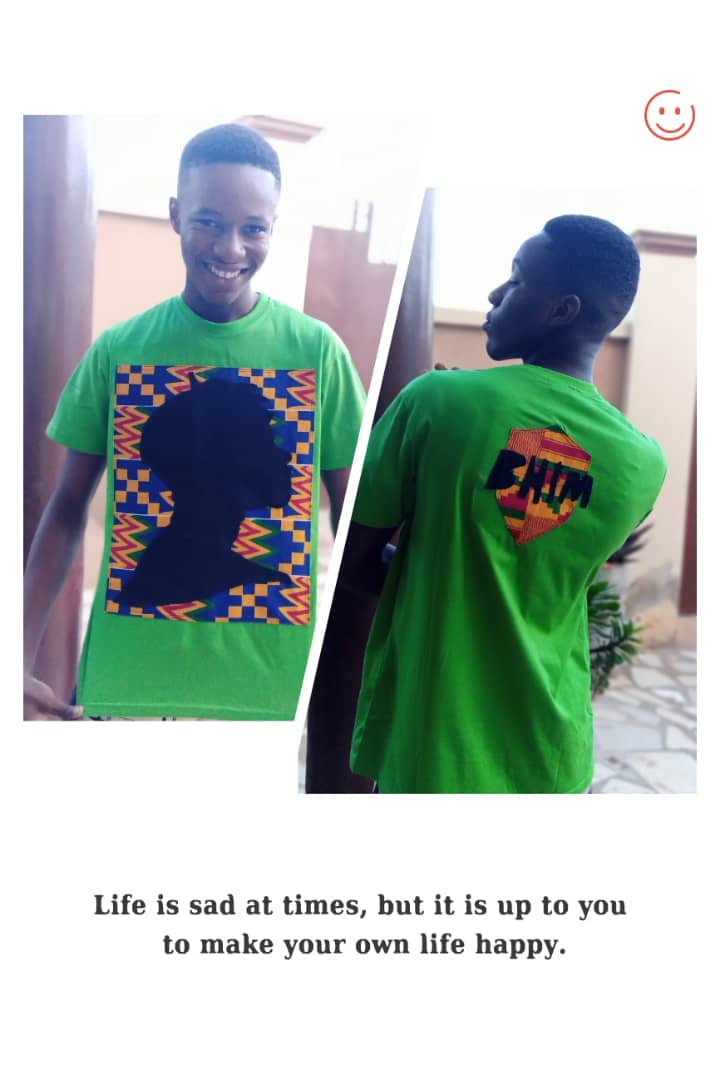 BHIM
Life is sad at times, but it is up to you
to make your own life happy.